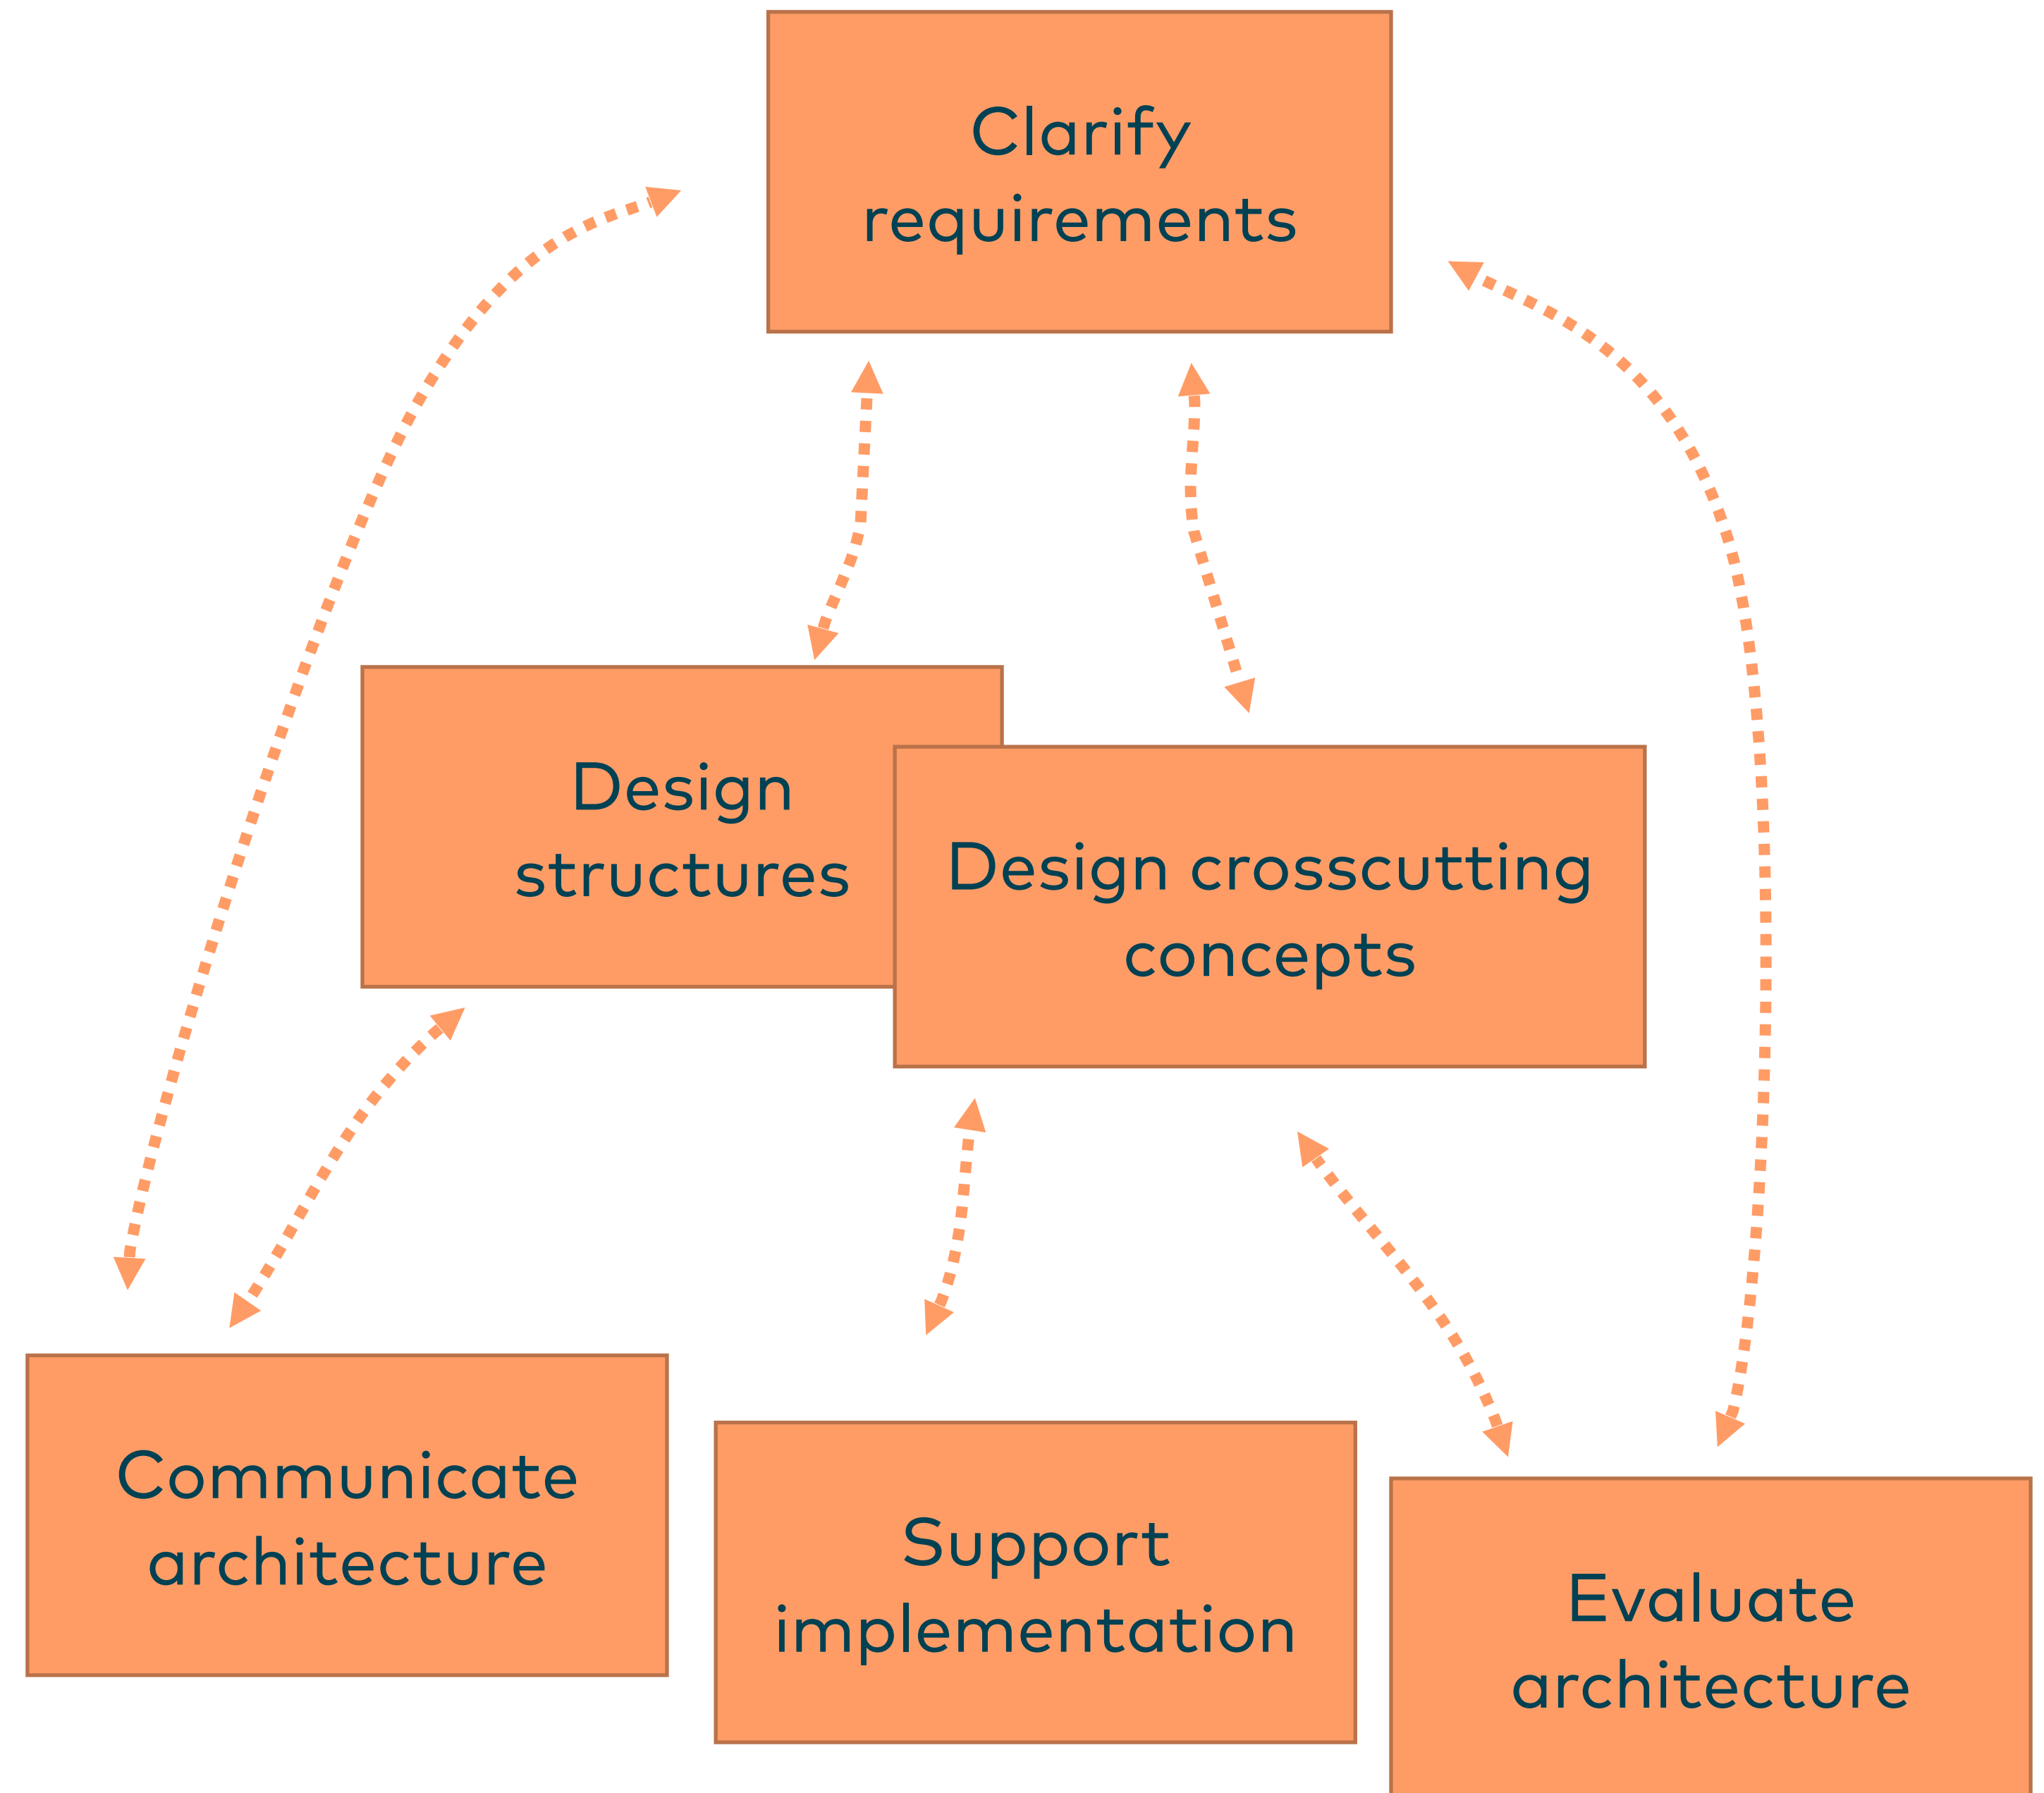 Clarify
requirements
Design
structures
Design crosscutting
concepts
Communicate
architecture
Support
implementation
Evaluate
architecture